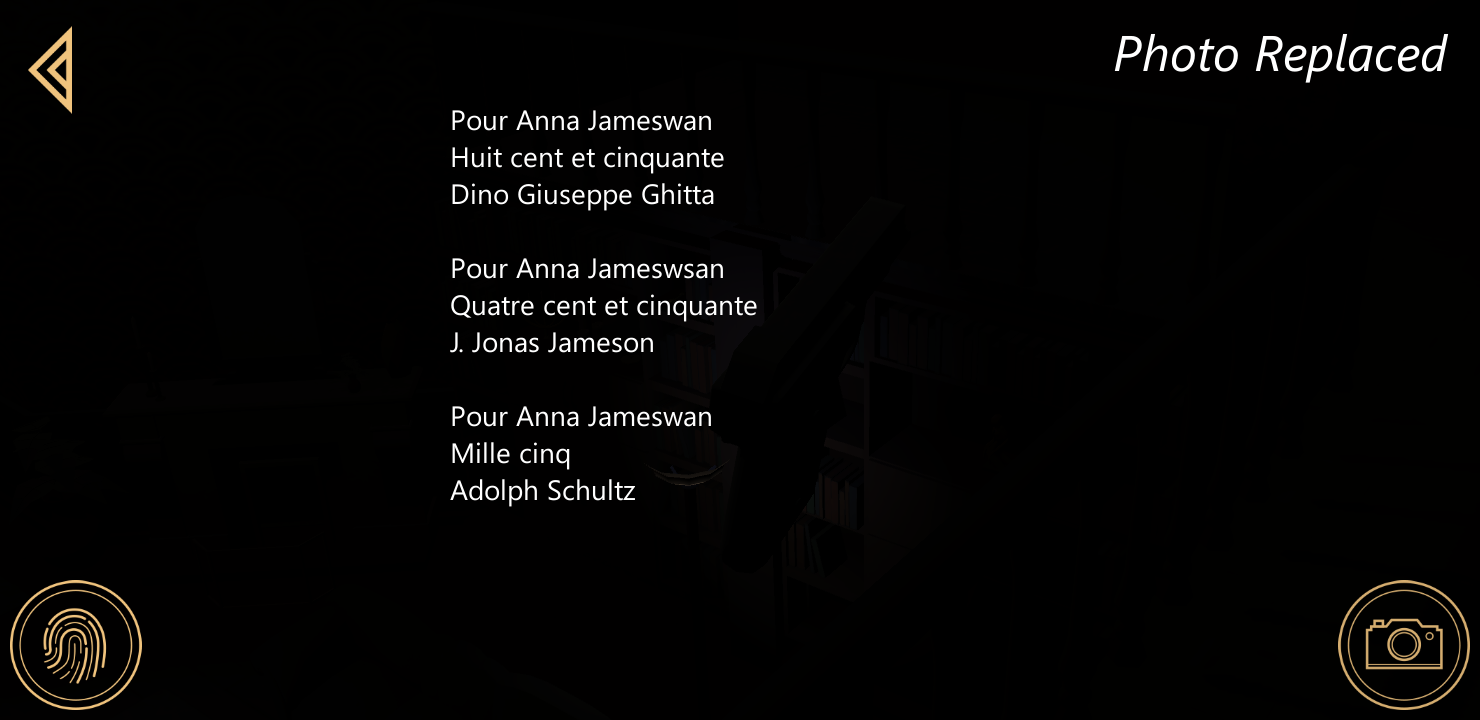 Photo Replaced
Pour Anna Jameswan
Huit cent et cinquante
Dino Giuseppe Ghitta
Pour Anna Jameswsan
Quatre cent et cinquante
J. Jonas Jameson
Pour Anna Jameswan
Mille cinq
Adolph Schultz